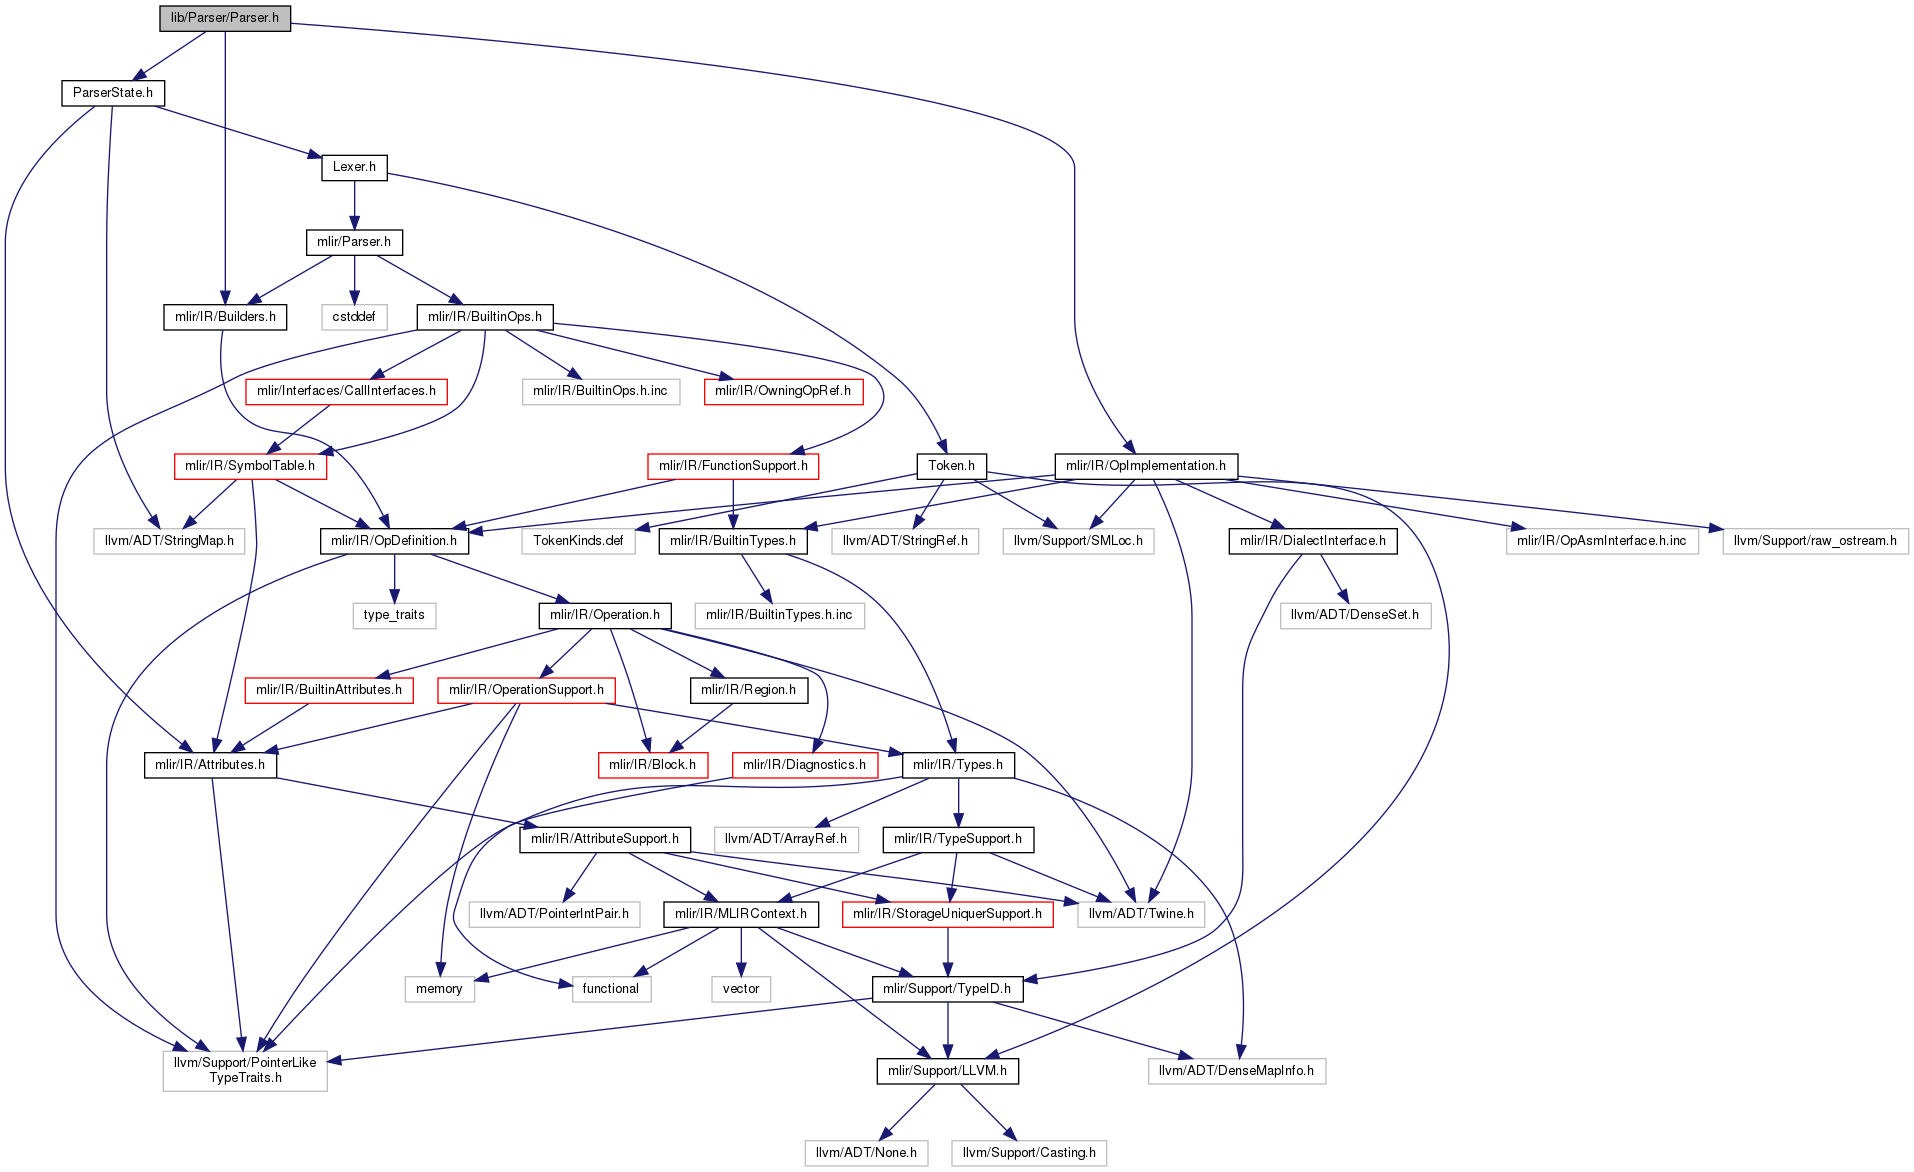 lib/Parser/Parser.h
ParserState.h
Lexer.h
mlir/Parser.h
mlir/IR/Builders.h
cstddef
mlir/IR/BuiltinOps.h
mlir/Interfaces/CallInterfaces.h
mlir/IR/BuiltinOps.h.inc
mlir/IR/OwningOpRef.h
mlir/IR/SymbolTable.h
mlir/IR/FunctionSupport.h
Token.h
mlir/IR/OpImplementation.h
llvm/ADT/StringMap.h
mlir/IR/OpDefinition.h
TokenKinds.def
mlir/IR/BuiltinTypes.h
llvm/ADT/StringRef.h
llvm/Support/SMLoc.h
mlir/IR/DialectInterface.h
mlir/IR/OpAsmInterface.h.inc
llvm/Support/raw_ostream.h
type_traits
mlir/IR/Operation.h
mlir/IR/BuiltinTypes.h.inc
llvm/ADT/DenseSet.h
mlir/IR/BuiltinAttributes.h
mlir/IR/OperationSupport.h
mlir/IR/Region.h
mlir/IR/Attributes.h
mlir/IR/Block.h
mlir/IR/Diagnostics.h
mlir/IR/Types.h
mlir/IR/AttributeSupport.h
llvm/ADT/ArrayRef.h
mlir/IR/TypeSupport.h
llvm/ADT/PointerIntPair.h
mlir/IR/MLIRContext.h
mlir/IR/StorageUniquerSupport.h
llvm/ADT/Twine.h
memory
functional
vector
mlir/Support/TypeID.h
llvm/Support/PointerLike
TypeTraits.h
mlir/Support/LLVM.h
llvm/ADT/DenseMapInfo.h
llvm/ADT/None.h
llvm/Support/Casting.h